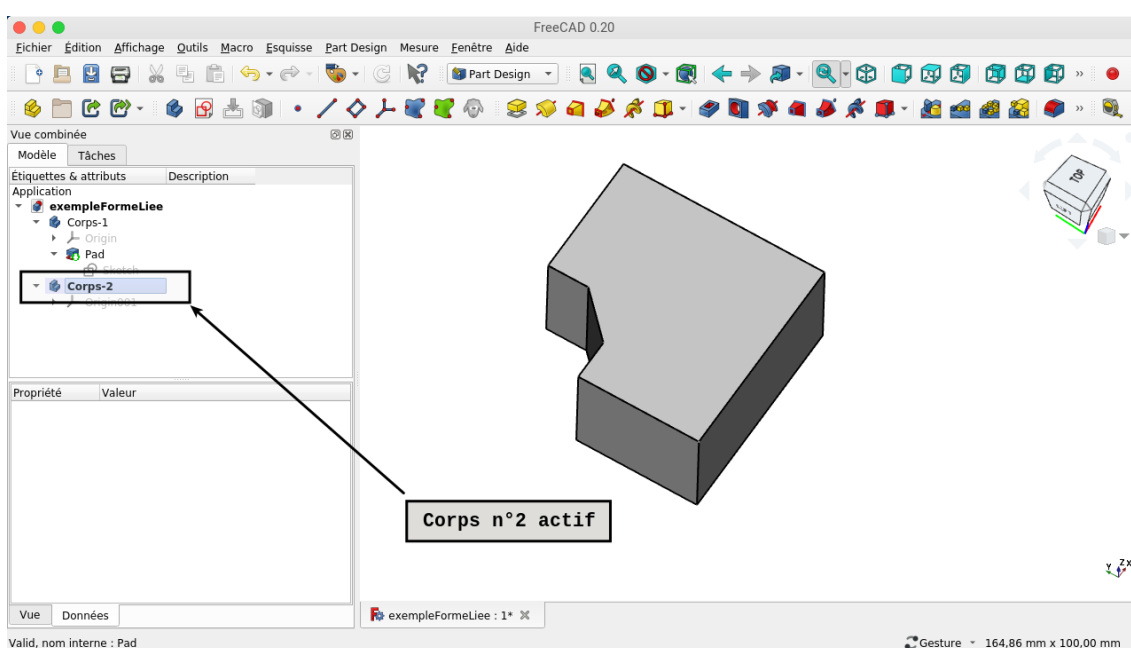 FreeCAD 0.20
Fichier Édition Affichage Outils Macro Esquisse Part Design Mesure Fenêtre Aide
Part Design
Vue combinée
Modèle Tâches
Étiquettes & attributs Description
Application
exempleFormeLiee
Corps-1
Origin
Pad
Sketch
Corps-2
Origin001
Propriété Valeur
TOP
Corps n°2 actif
Y Z X
Vue Données
exempleFormeLiee : 1*
Valid, nom interne : Pad
Gesture 164,86 mm x 100,00 mm